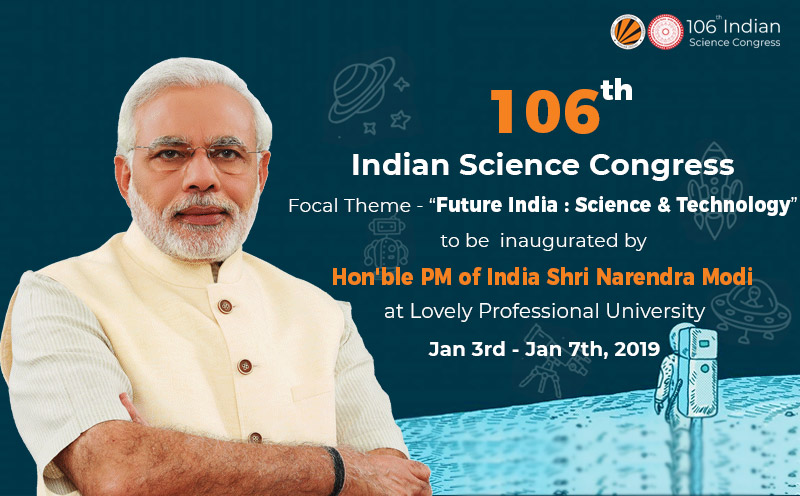 106th Indian
Science Congress
106th
Indian Science Congress
Focal Theme - “Future India : Science & Technology”
to be inaugurated by
Hon'ble PM of India Shri Narendra Modi
at Lovely Professional University
Jan 3rd - Jan 7th, 2019